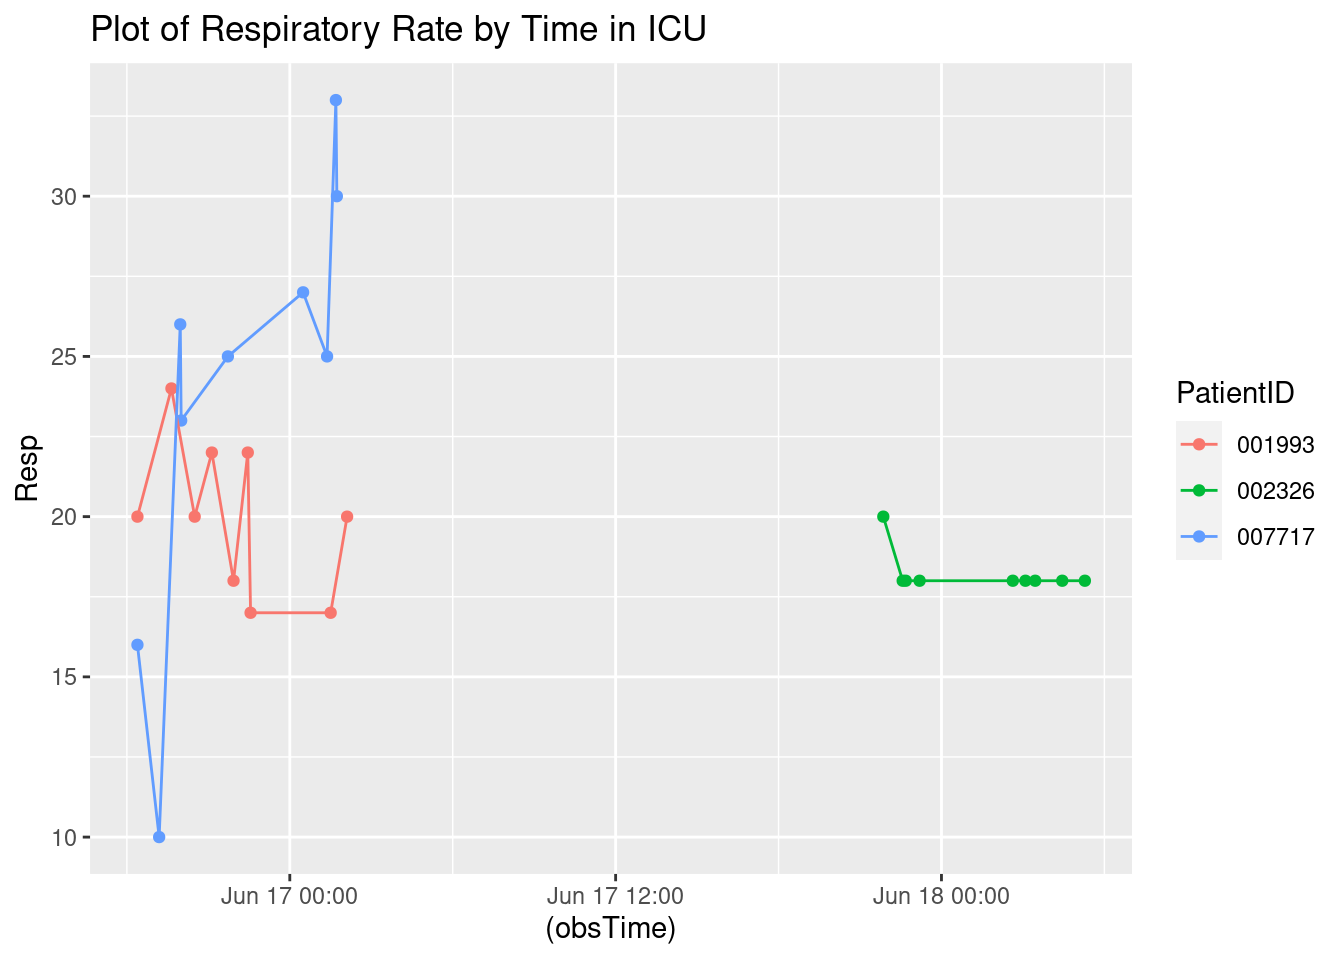 Plot of Respiratory Rate by Time in ICU
Resp
30
25
20
15
10
Jun 17 00:00
Jun 17 12:00
Jun 18 00:00
(obsTime)
PatientID
001993
002326
007717